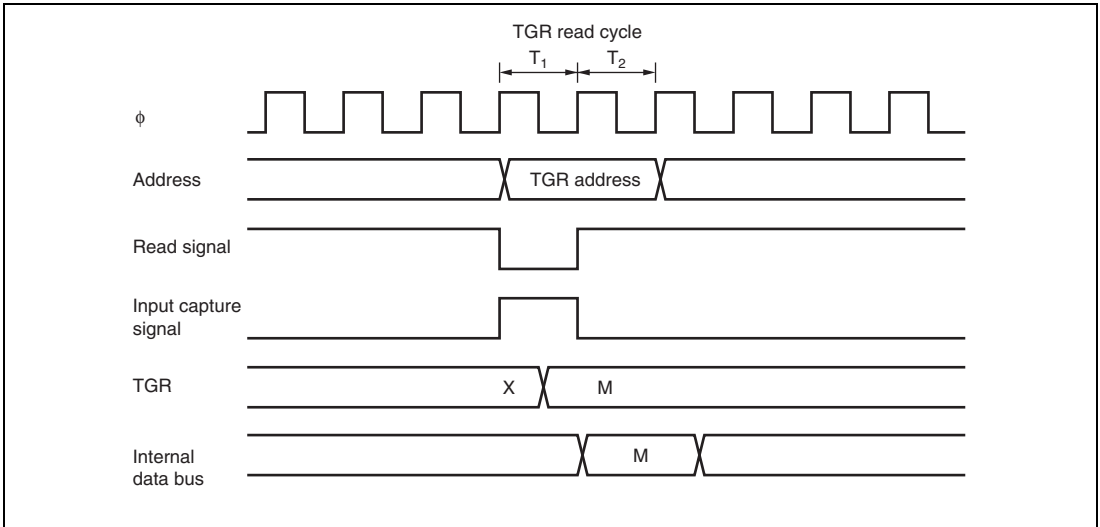 TGR read cycle
T1 T2
ϕ
Address
TGR address
Read signal
Input capture
signal
TGR
X
M
Internal
data bus
M